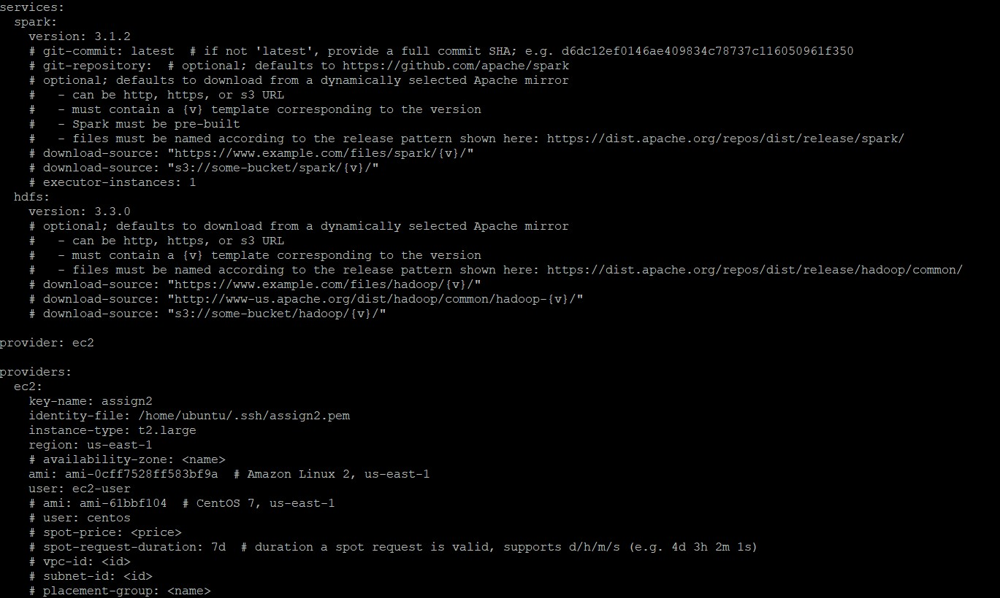 services:
  spark:
    version: 3.1.2
    # git-commit: latest  # if not 'latest', provide a full commit SHA; e.g. d6dc12ef0146ae409834c78737c116050961f350
    # git-repository:  # optional; defaults to https://github.com/apache/spark
    # optional; defaults to download from a dynamically selected Apache mirror
    #   - can be http, https, or s3 URL
    #   - must contain a {v} template corresponding to the version
    #   - Spark must be pre-built
    #   - files must be named according to the release pattern shown here: https://dist.apache.org/repos/dist/release/spark/
    # download-source: "https://www.example.com/files/spark/{v}/"
    # download-source: "s3://some-bucket/spark/{v}/"
    # executor-instances: 1
  hdfs:
    version: 3.3.0
    # optional; defaults to download from a dynamically selected Apache mirror
    #   - can be http, https, or s3 URL
    #   - must contain a {v} template corresponding to the version
    #   - files must be named according to the release pattern shown here: https://dist.apache.org/repos/dist/release/hadoop/common/
    # download-source: "https://www.example.com/files/hadoop/{v}/"
    # download-source: "http://www-us.apache.org/dist/hadoop/common/hadoop-{v}/"
    # download-source: "s3://some-bucket/hadoop/{v}/"

provider: ec2

providers:
  ec2:
    key-name: assign2
    identity-file: /home/ubuntu/.ssh/assign2.pem
    instance-type: t2.large
    region: us-east-1
    # availability-zone: <name>
    ami: ami-0cff7528ff583bf9a  # Amazon Linux 2, us-east-1
    user: ec2-user
    # ami: ami-61bbf104  # CentOS 7, us-east-1
    # user: centos
    # spot-price: <price>
    # spot-request-duration: 7d  # duration a spot request is valid, supports d/h/m/s (e.g. 4d 3h 2m 1s)
    # vpc-id: <id>
    # subnet-id: <id>
    # placement-group: <name>